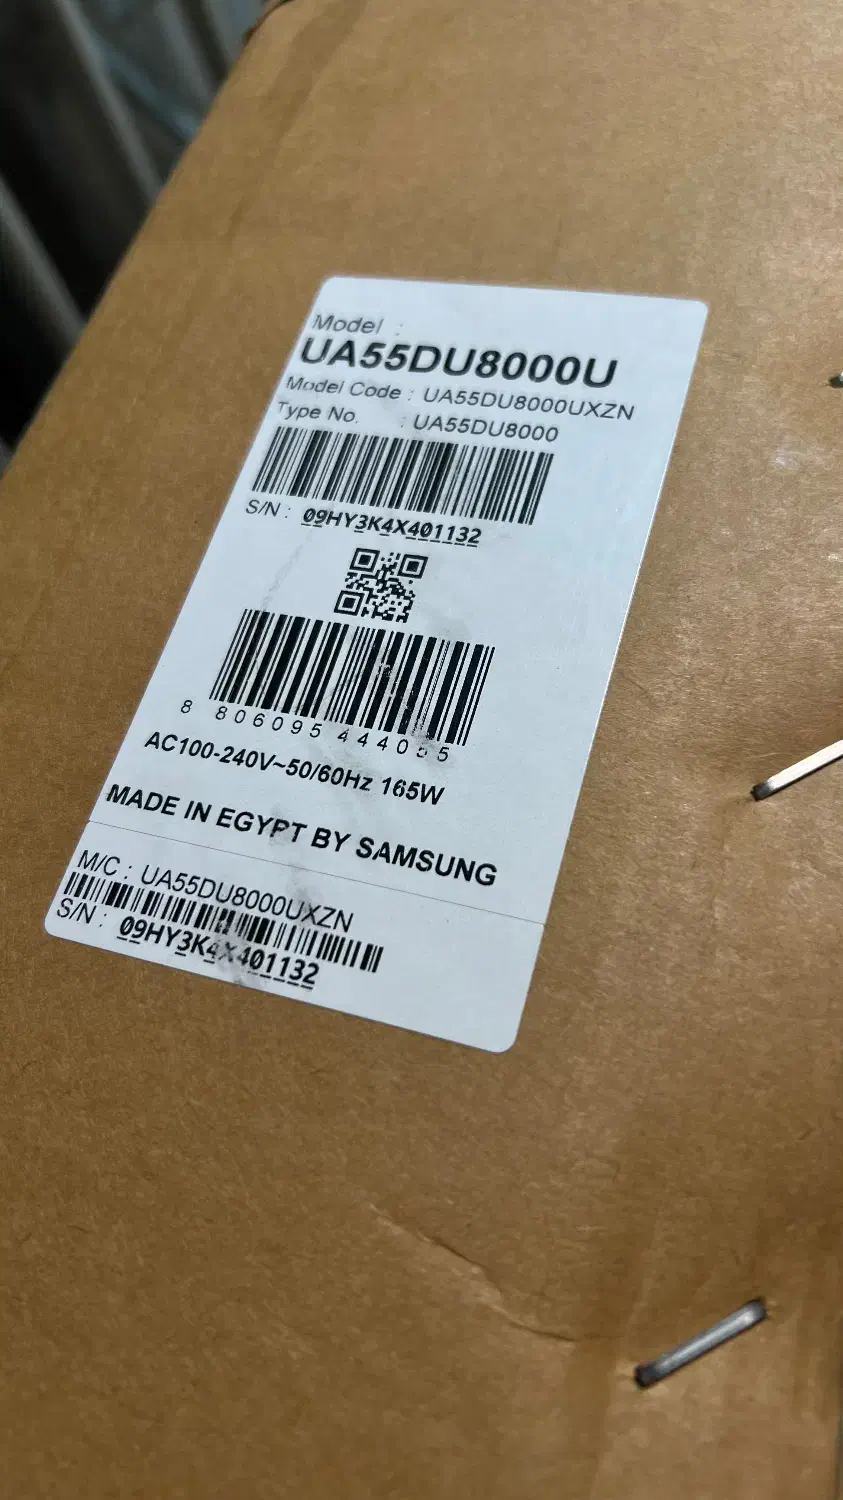 Model :
UA55DU8000U
Model Code : UA55DU8000UXZN
Type No. : UA55DU8000
S/N : 09HY3K4X401132
8 806095 444055
AC100-240V~50/60Hz 165W
MADE IN EGYPT BY SAMSUNG
M/C : UA55DU8000UXZN
S/N : 09HY3K4X401132